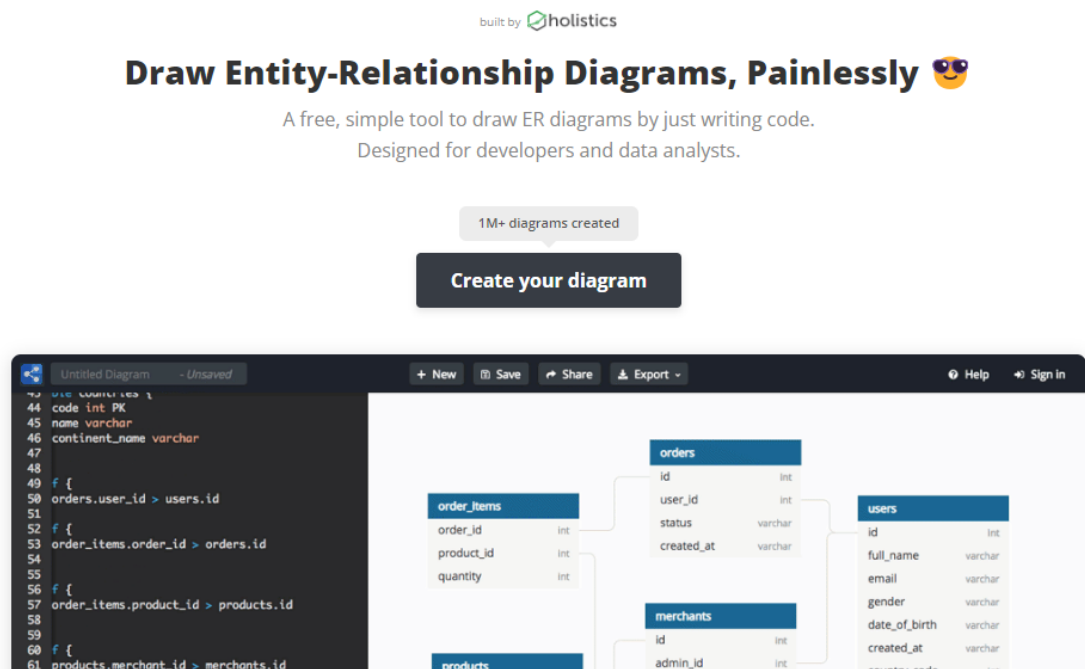 built by holistics
Draw Entity-Relationship Diagrams, Painlessly 😎
A free, simple tool to draw ER diagrams by just writing code.
Designed for developers and data analysts.
1M+ diagrams created
Create your diagram
Untitled Diagram - Unsaved
+ New Save Share Export Help Sign in
43 ble countries {
44 code int PK
45 name varchar
46 continent_name varchar
47
48
49 f {
50 orders.user_id > users.id
51
52 f {
53 order_items.order_id > orders.id
54
55
56 f {
57 order_items.product_id > products.id
58
59
60 f {
61 products.merchant_id > merchants.id
order_items
order_id int
product_id int
quantity int
orders
id int
user_id int
status varchar
created_at varchar
users
id int
full_name varchar
email varchar
gender varchar
date_of_birth varchar
created_at varchar
country_code
merchants
id int
admin_id int
products